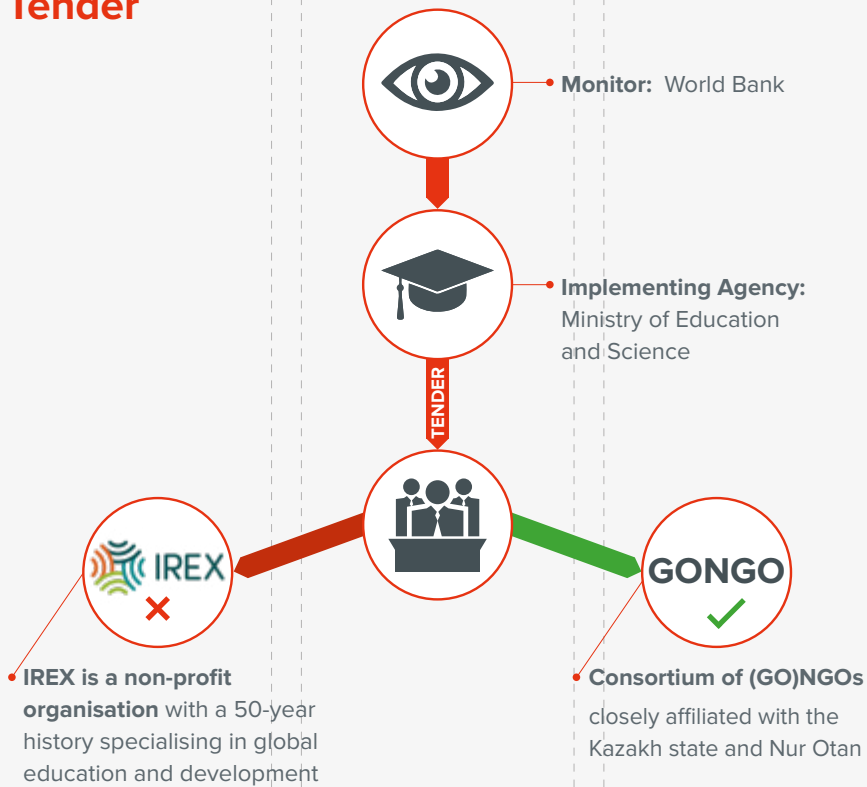 Tender
Monitor: World Bank
Implementing Agency:
Ministry of Education
and Science
TENDER
IREX
GONGO
IREX is a non-profit
organisation with a 50-year
history specialising in global
education and development
Consortium of (GO)NGOs
closely affiliated with the
Kazakh state and Nur Otan